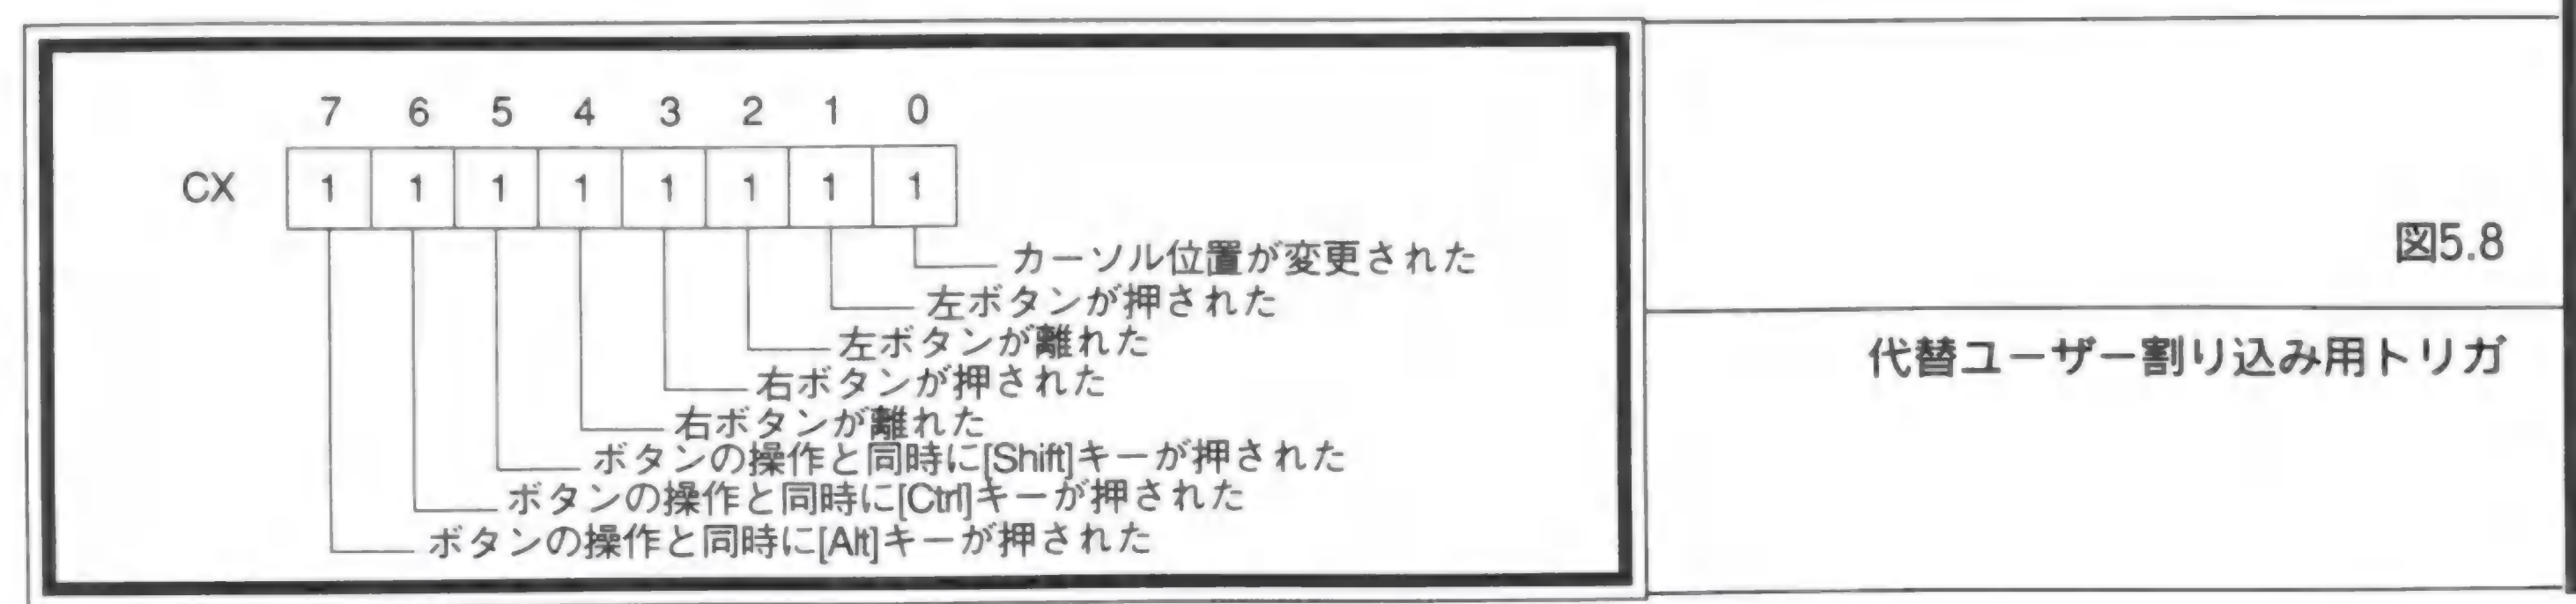 7 6 5 4 3 2 1 0
CX 1 1 1 1 1 1 1 1
カーソル位置が変更された
左ボタンが押された
左ボタンが離れた
右ボタンが押された
右ボタンが離れた
ボタンの操作と同時に[Shift]キーが押された
ボタンの操作と同時に[Ctrl]キーが押された
ボタンの操作と同時に[Alt]キーが押された
図5.8
代替ユーザー割り込み用トリガ